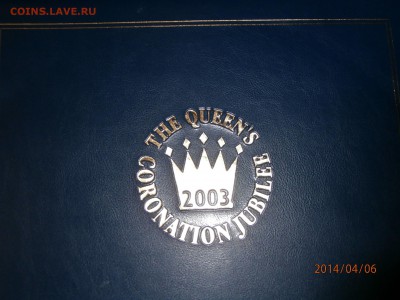 COINS.LAVE.RU
THE QUEEN'S
CORONATION JUBILEE
2003
2014/04/06